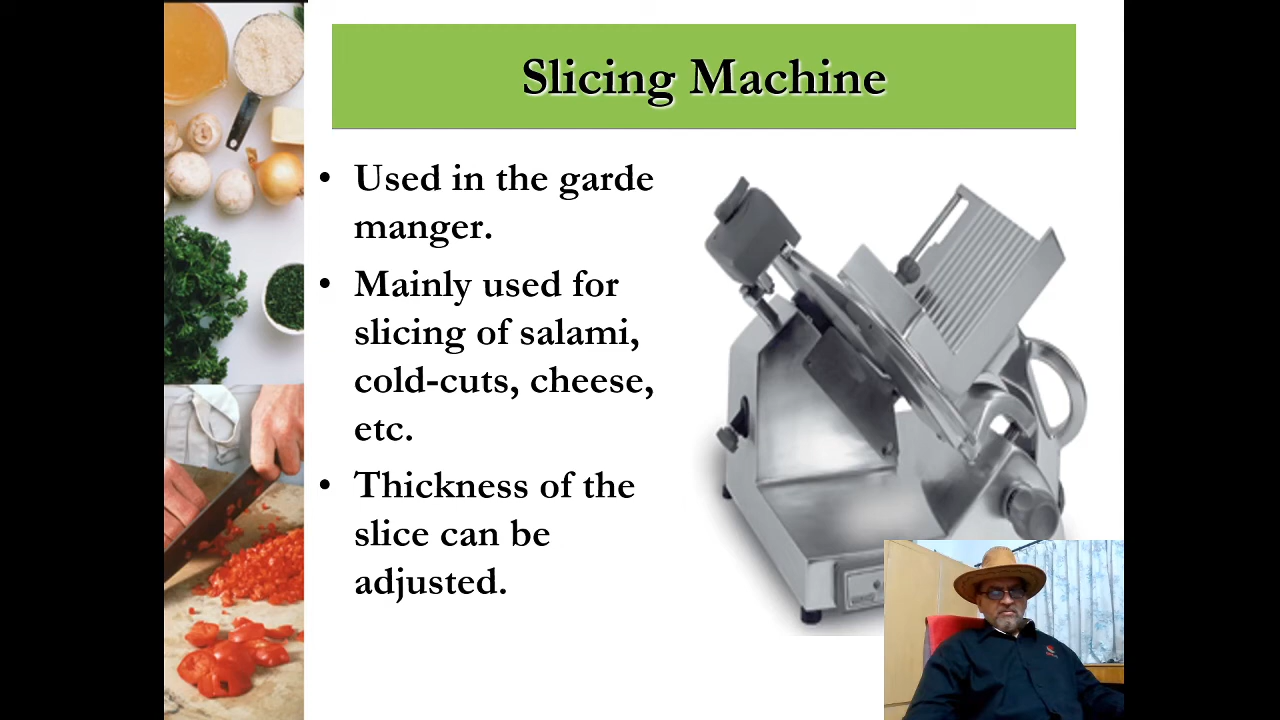 Slicing Machine
• Used in the garde
manger.
• Mainly used for
slicing of salami,
cold-cuts, cheese,
etc.
• Thickness of the
slice can be
adjusted.